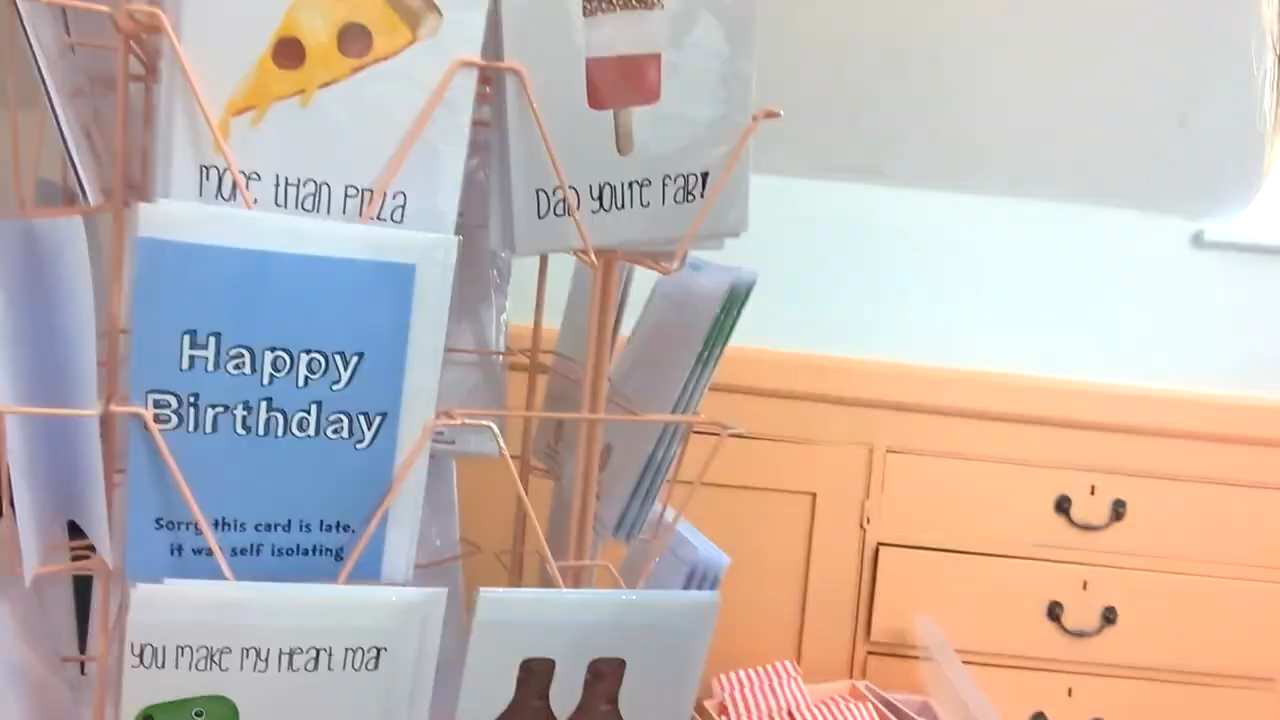 more than pizza
Dad you're fab!
Happy
Birthday
Sorry this card is late,
it was self isolating
you make my heart roar